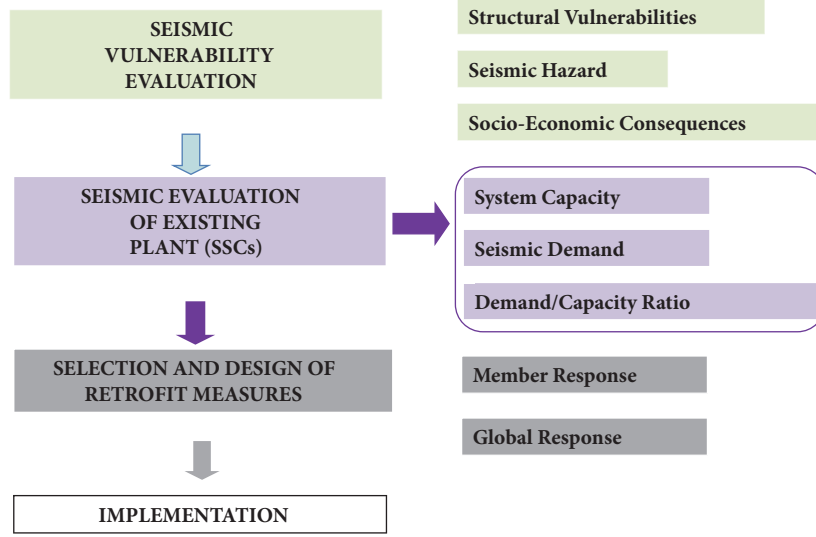 SEISMIC
VULNERABILITY
EVALUATION
Structural Vulnerabilities
Seismic Hazard
Socio-Economic Consequences
SEISMIC EVALUATION
OF EXISTING
PLANT (SSCs)
System Capacity
Seismic Demand
Demand/Capacity Ratio
SELECTION AND DESIGN OF
RETROFIT MEASURES
Member Response
Global Response
IMPLEMENTATION